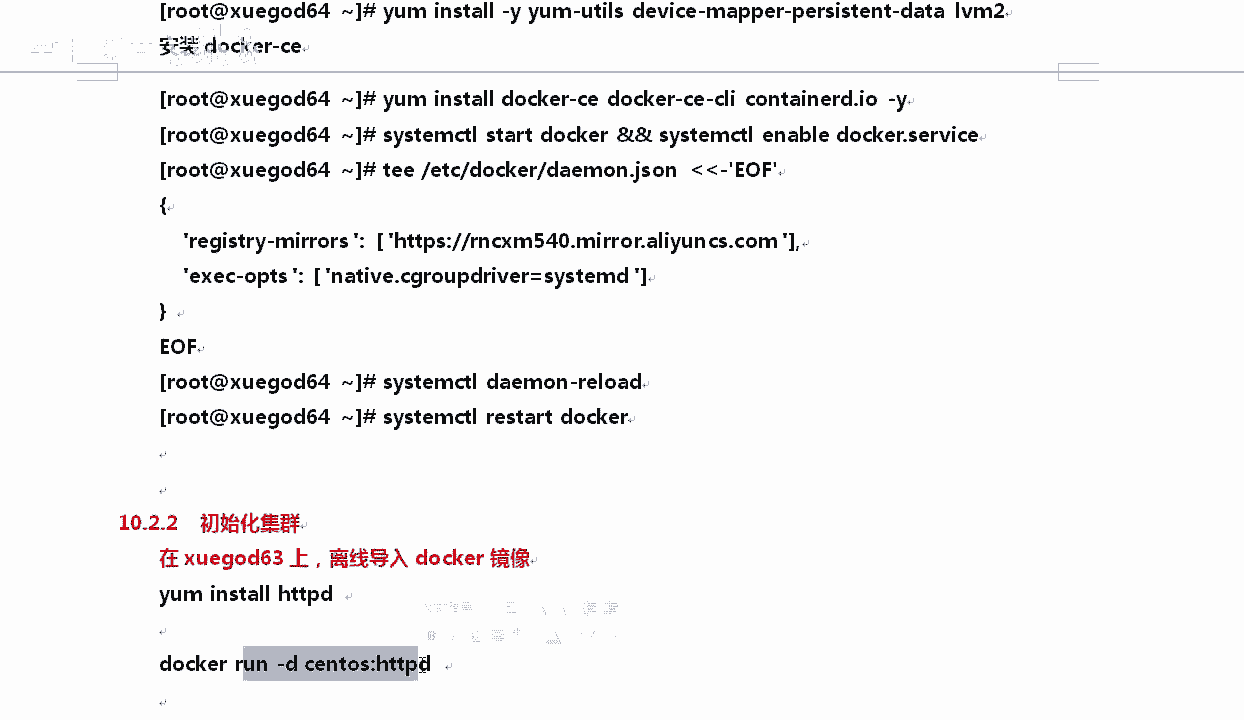 [root@xuegod64 ~]# yum install -y yum-utils device-mapper-persistent-data lvm2
安装 docker-ce
[root@xuegod64 ~]# yum install docker-ce docker-ce-cli containerd.io -y
[root@xuegod64 ~]# systemctl start docker && systemctl enable docker.service
[root@xuegod64 ~]# tee /etc/docker/daemon.json <<-'EOF'
{
'registry-mirrors': ['https://rncxm540.mirror.aliyuncs.com'],
'exec-opts': ['native.cgroupdriver=systemd']
}
EOF
[root@xuegod64 ~]# systemctl daemon-reload
[root@xuegod64 ~]# systemctl restart docker
10.2.2 初始化集群
在 xuegod63 上，离线导入 docker 镜像
yum install httpd
docker run -d centos:httpd